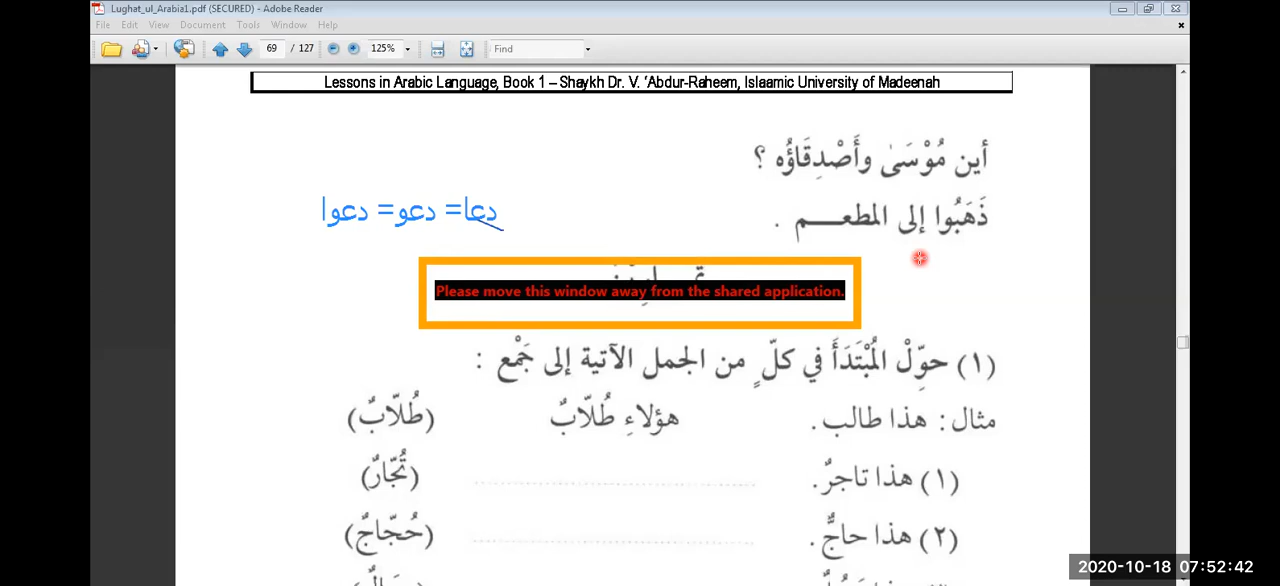 Lughat_ul_Arabia1.pdf (SECURED) - Adobe Reader
File Edit View Document Tools Window Help
69 / 127 125% Find
Lessons in Arabic Language, Book 1 – Shaykh Dr. V. ‘Abdur-Raheem, Islaamic University of Madeenah
أين مُوْسَىٰ وأَصْدِقَاؤُه ؟
ذَهَبُوا إلى المطعـــــم .
دعا= دعو= دعوا
Please move this window away from the shared application.
(١) حوِّلْ المُبْتَدَأَ في كلٍّ من الجمل الآتية إلى جَمْع :
مثال : هذا طالب. هؤلاءِ طُلّابٌ (طُلّابٌ)
(١) هذا تاجرٌ. .............................. (تُجّارٌ)
(٢) هذا حاجٌّ. .............................. (حُجّاجٌ)
2020-10-18 07:52:42